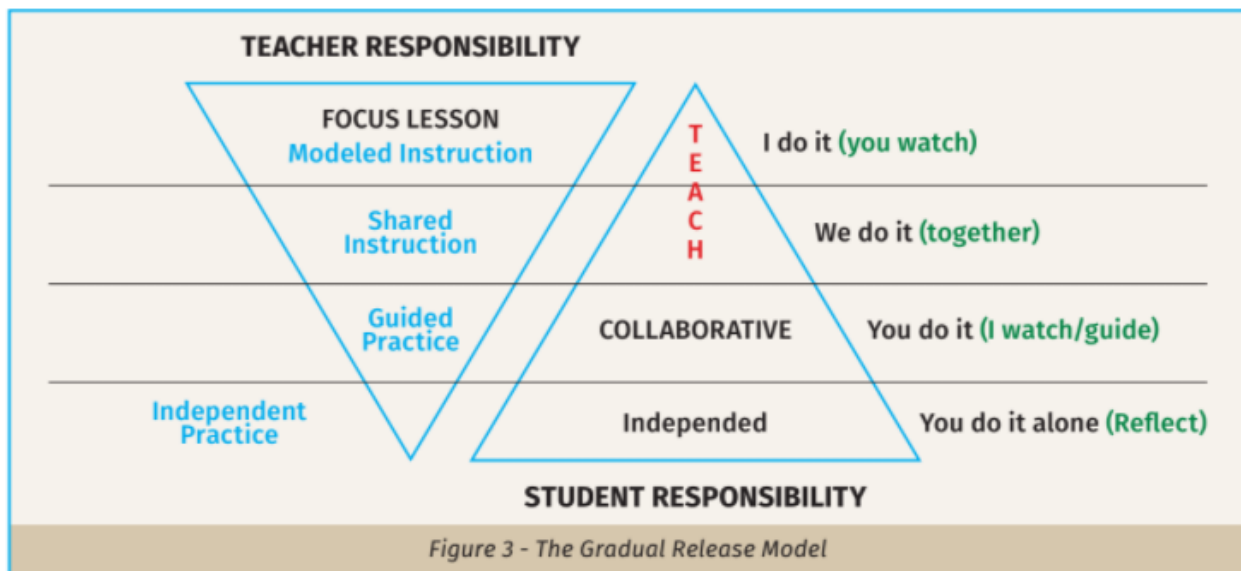 TEACHER RESPONSIBILITY
FOCUS LESSON
Modeled Instruction
T
E
A
C
H
I do it (you watch)
Shared
Instruction
We do it (together)
Guided
Practice
COLLABORATIVE
You do it (I watch/guide)
Independent
Practice
Independed
You do it alone (Reflect)
STUDENT RESPONSIBILITY
Figure 3 - The Gradual Release Model